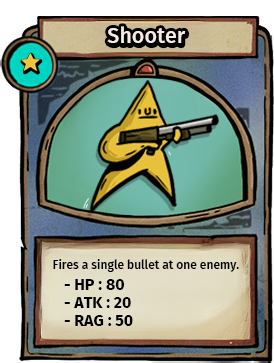 Shooter
Fires a single bullet at one enemy.
- HP : 80
- ATK : 20
- RAG : 50